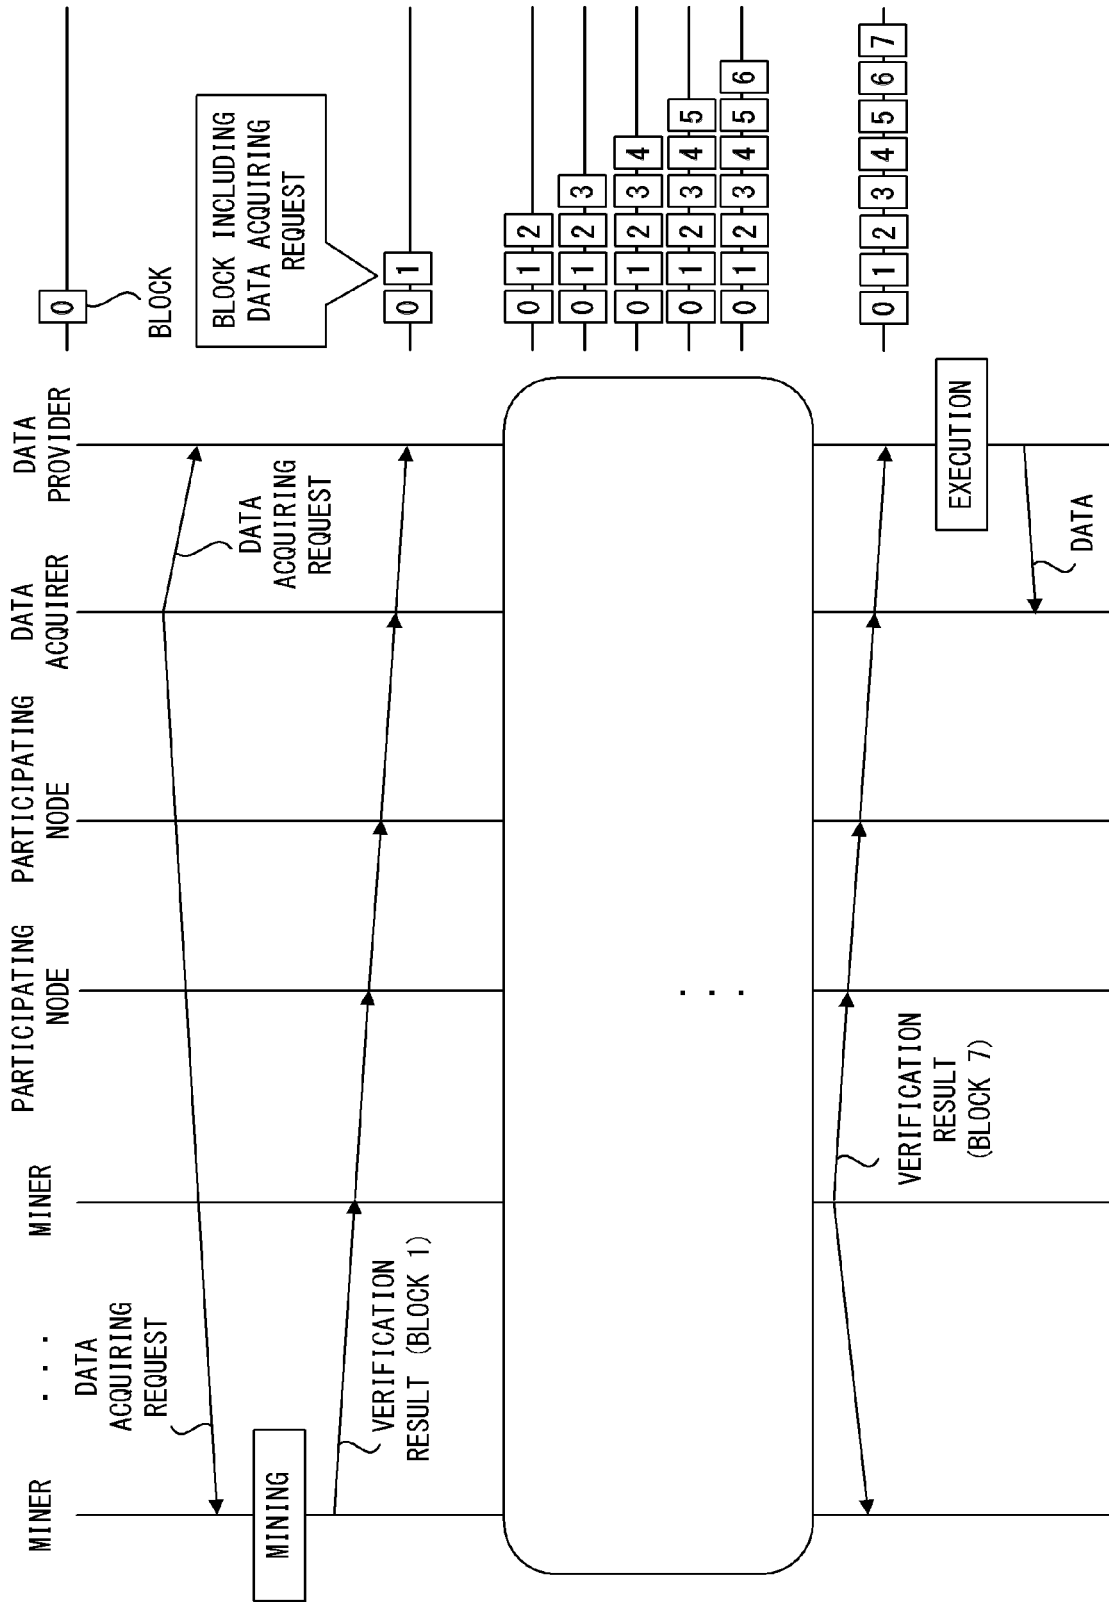 MINER
. . .
MINER
PARTICIPATING
NODE
PARTICIPATING
NODE
DATA
ACQUIRER
DATA
PROVIDER
0
BLOCK
DATA
ACQUIRING
REQUEST
DATA
ACQUIRING
REQUEST
MINING
VERIFICATION
RESULT (BLOCK 1)
BLOCK INCLUDING
DATA ACQUIRING
REQUEST
0 1
. . .
0 1 2
0 1 2 3
0 1 2 3 4
0 1 2 3 4 5
0 1 2 3 4 5 6
VERIFICATION
RESULT
(BLOCK 7)
0 1 2 3 4 5 6 7
EXECUTION
DATA